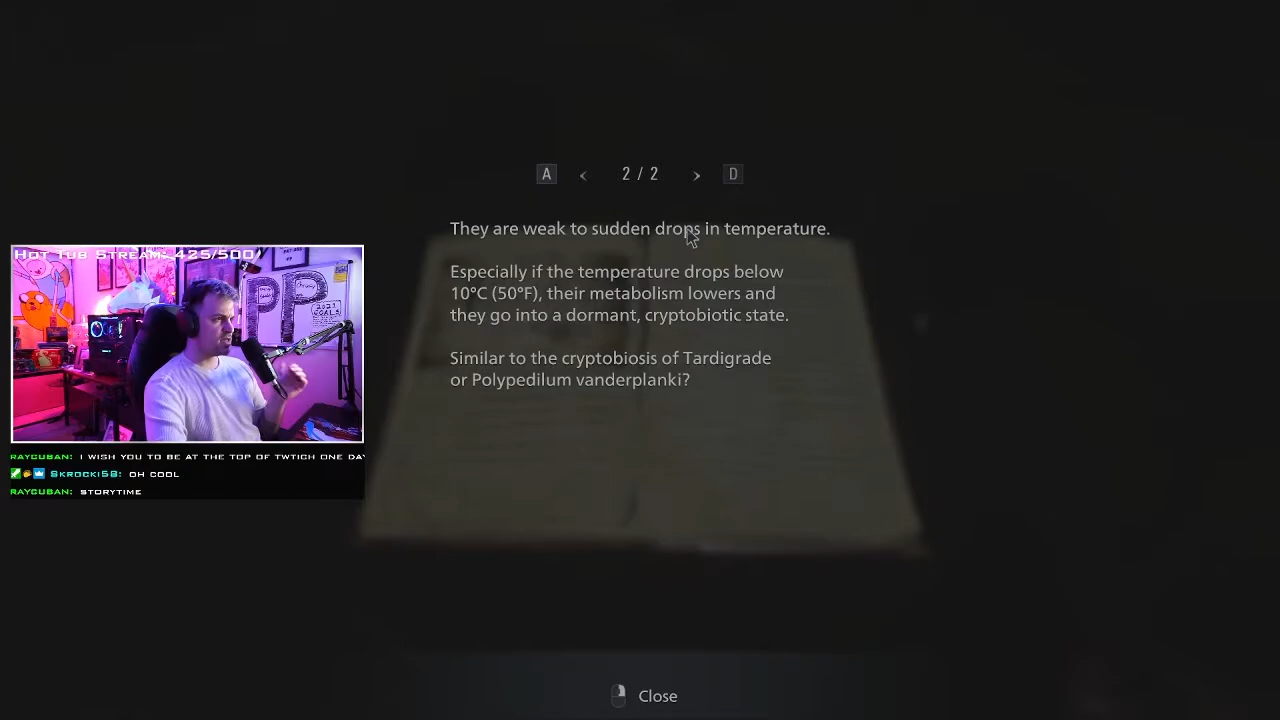 A < 2 / 2 > D
They are weak to sudden drops in temperature.
Especially if the temperature drops below
10°C (50°F), their metabolism lowers and
they go into a dormant, cryptobiotic state.
Similar to the cryptobiosis of Tardigrade
or Polypedilum vanderplanki?
Hot Tub Stream: 425/500
PP
2021
GOALS
RAYCUBAN: I WISH YOU TO BE AT THE TOP OF TWTICH ONE DAY
SKROCKI58: OH COOL
RAYCUBAN: STORYTIME
Close